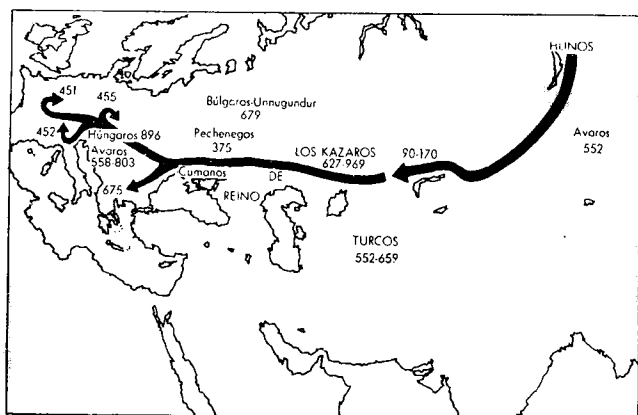 HUNOS
451
455
Búlgaros-Unnugundur
679
452
Húngaros 896
Pechenegos
375
Avaros
558-803
LOS KAZAROS
627-969
90-170
Avaros
552
675
Cumanos
DE
REINO
TURCOS
552-659